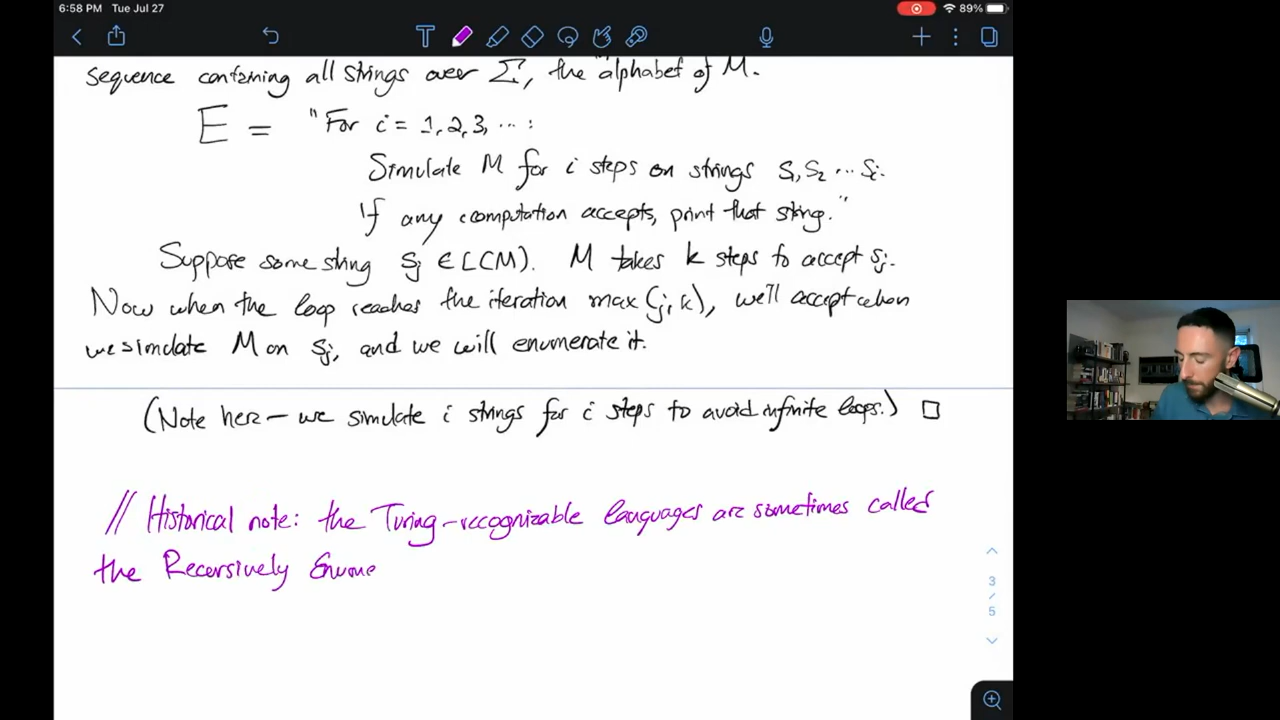 6:58 PM Tue Jul 27
89%
sequence containing all strings over Σ, the alphabet of M.
E = "For i = 1, 2, 3, ... :
Simulate M for i steps on strings S₁, S₂ ... Sᵢ.
If any computation accepts, print that string."
Suppose some string Sⱼ ∈ L(M). M takes k steps to accept Sⱼ.
Now when the loop reaches the iteration max(j, k), we'll accept when
we simulate M on Sⱼ, and we will enumerate it.
(Note here — we simulate i strings for i steps to avoid infinite loops.) □
// Historical note: the Turing-recognizable languages are sometimes called
the Recursively Enume
3
/
5